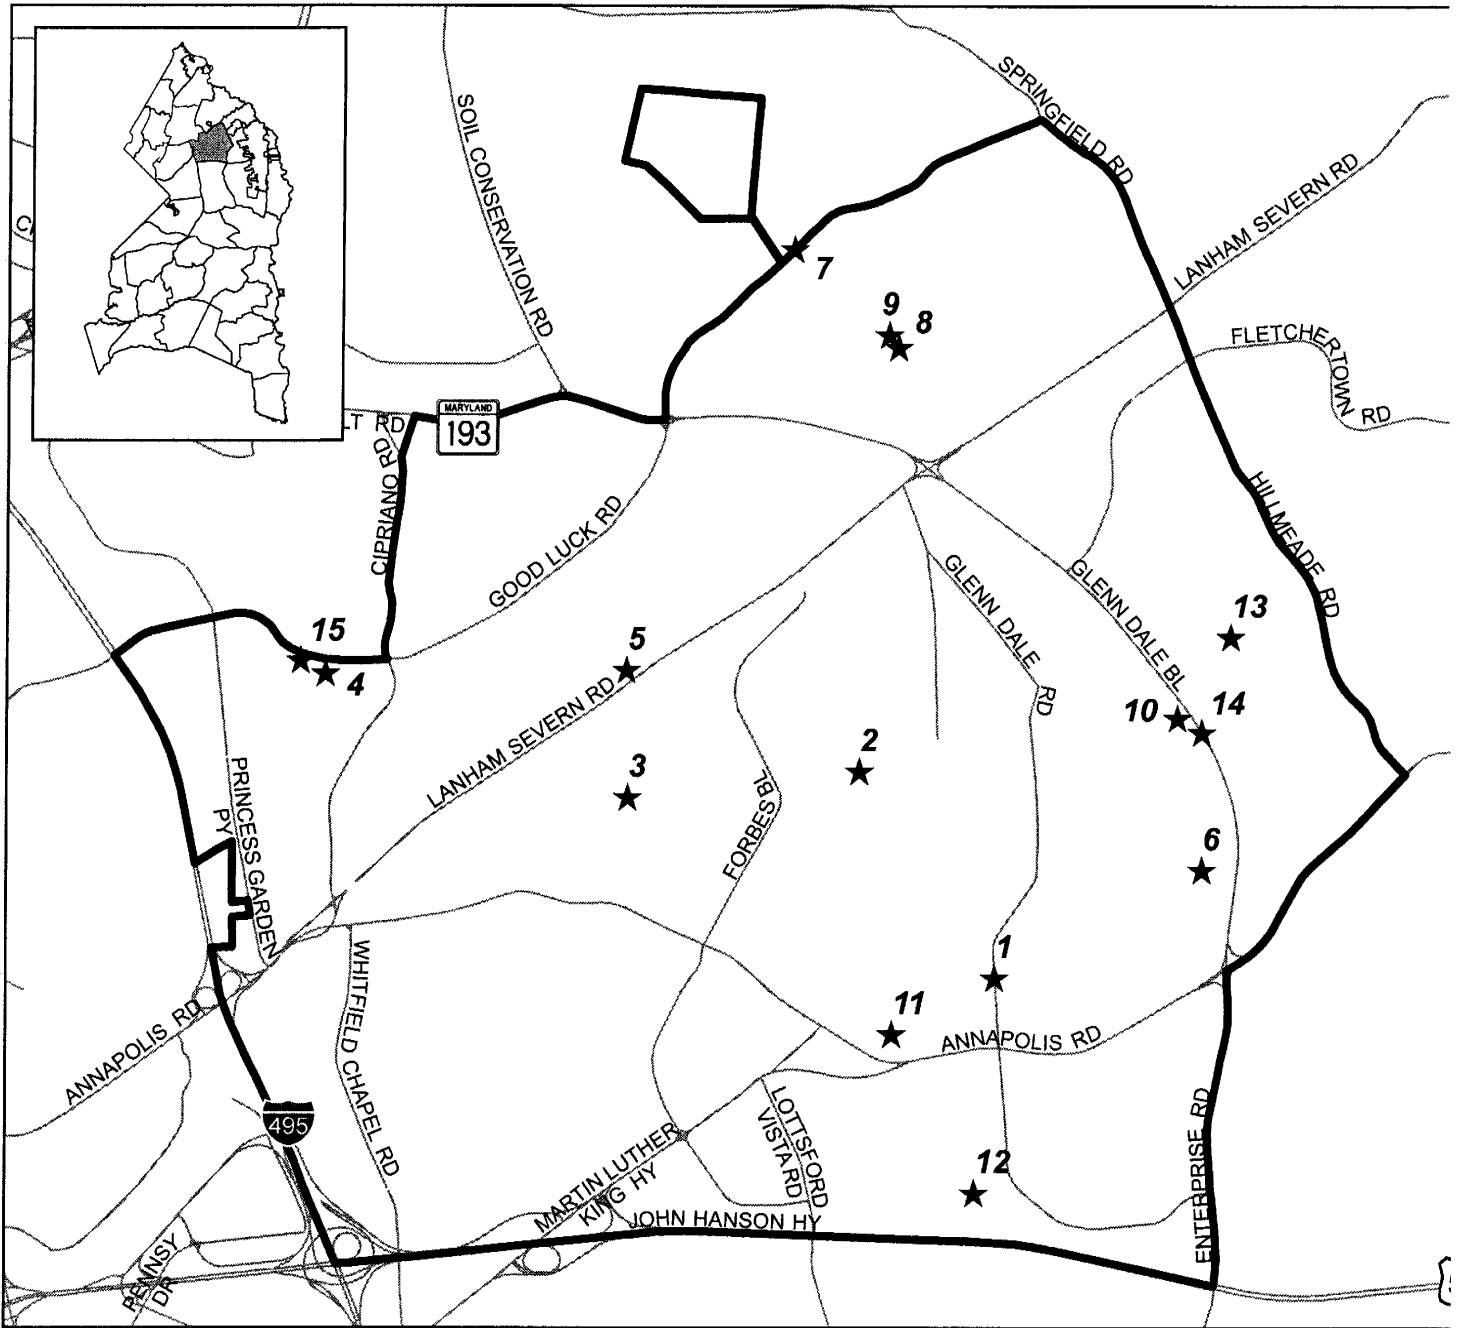 SPRINGFIELD RD
SOIL CONSERVATION RD
LANHAM SEVERN RD
7
9
8
FLETCHERTOWN
RD
LT RD
MARYLAND
193
CIPRIANO RD
GOOD LUCK RD
HILLMEADE RD
GLENN DALE
RD
GLENN DALE BL
13
15
4
5
LANHAM SEVERN RD
10
14
2
3
PRINCESS GARDEN
PY
FORBES BL
6
1
11
WHITFIELD CHAPEL RD
ANNAPOLIS RD
ANNAPOLIS RD
495
LOTTSFORD
VISTA RD
MARTIN LUTHER
KING HY
12
ENTERPRISE RD
JOHN HANSON HY
PENNSY
DR